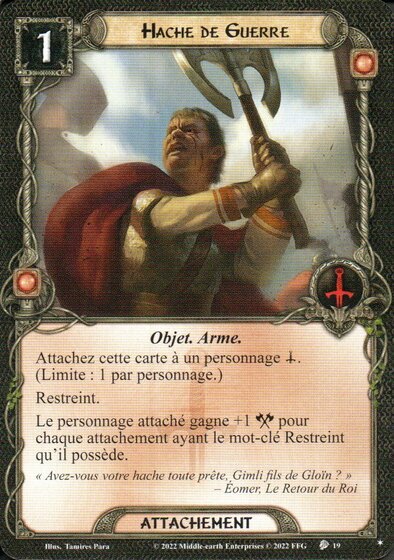 1
Hache de Guerre
Objet. Arme.
Attachez cette carte à un personnage .
(Limite : 1 par personnage.)
Restreint.
Le personnage attaché gagne +1 pour
chaque attachement ayant le mot-clé Restreint
qu'il possède.
« Avez-vous votre hache toute prête, Gimli fils de Gloïn ? »
– Éomer, Le Retour du Roi
Attachement
Illus. Tamires Para © 2022 Middle-earth Enterprises © 2022 FFG 19